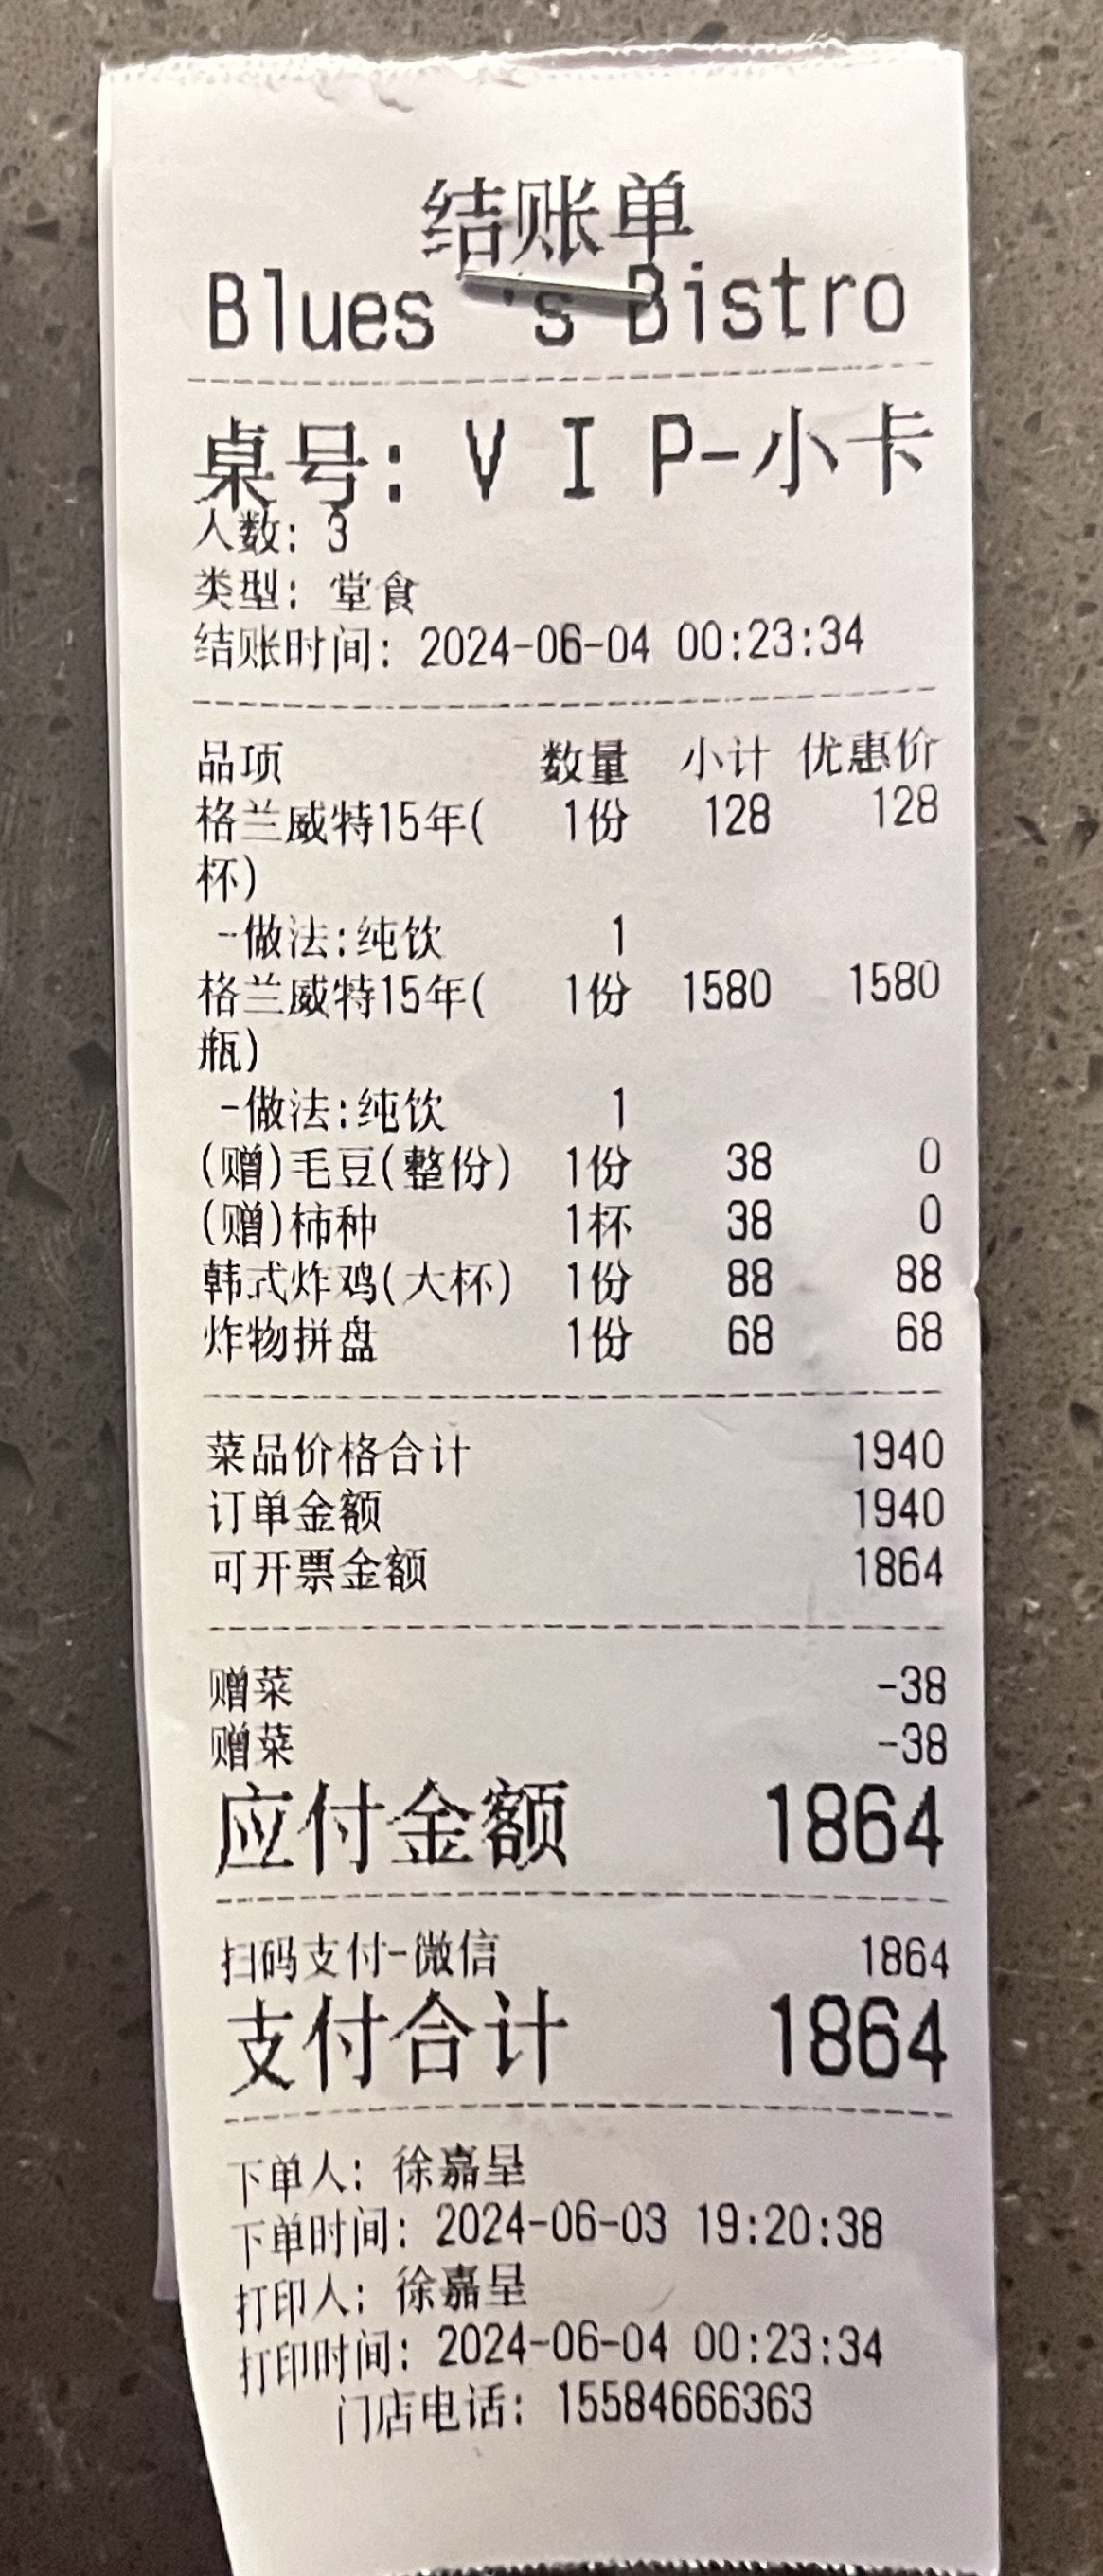 结账单
Blues 's Bistro
桌号: V I P-小卡
人数: 3
类型: 堂食
结账时间: 2024-06-04 00:23:34
品项 数量 小计 优惠价
格兰威特15年( 1份 128 128
杯)
-做法:纯饮 1
格兰威特15年( 1份 1580 1580
瓶)
-做法:纯饮 1
(赠)毛豆(整份) 1份 38 0
(赠)柿种 1杯 38 0
韩式炸鸡(大杯) 1份 88 88
炸物拼盘 1份 68 68
菜品价格合计 1940
订单金额 1940
可开票金额 1864
赠菜 -38
赠菜 -38
应付金额 1864
扫码支付-微信 1864
支付合计 1864
下单人: 徐嘉呈
下单时间: 2024-06-03 19:20:38
打印人: 徐嘉呈
打印时间: 2024-06-04 00:23:34
门店电话: 15584666363